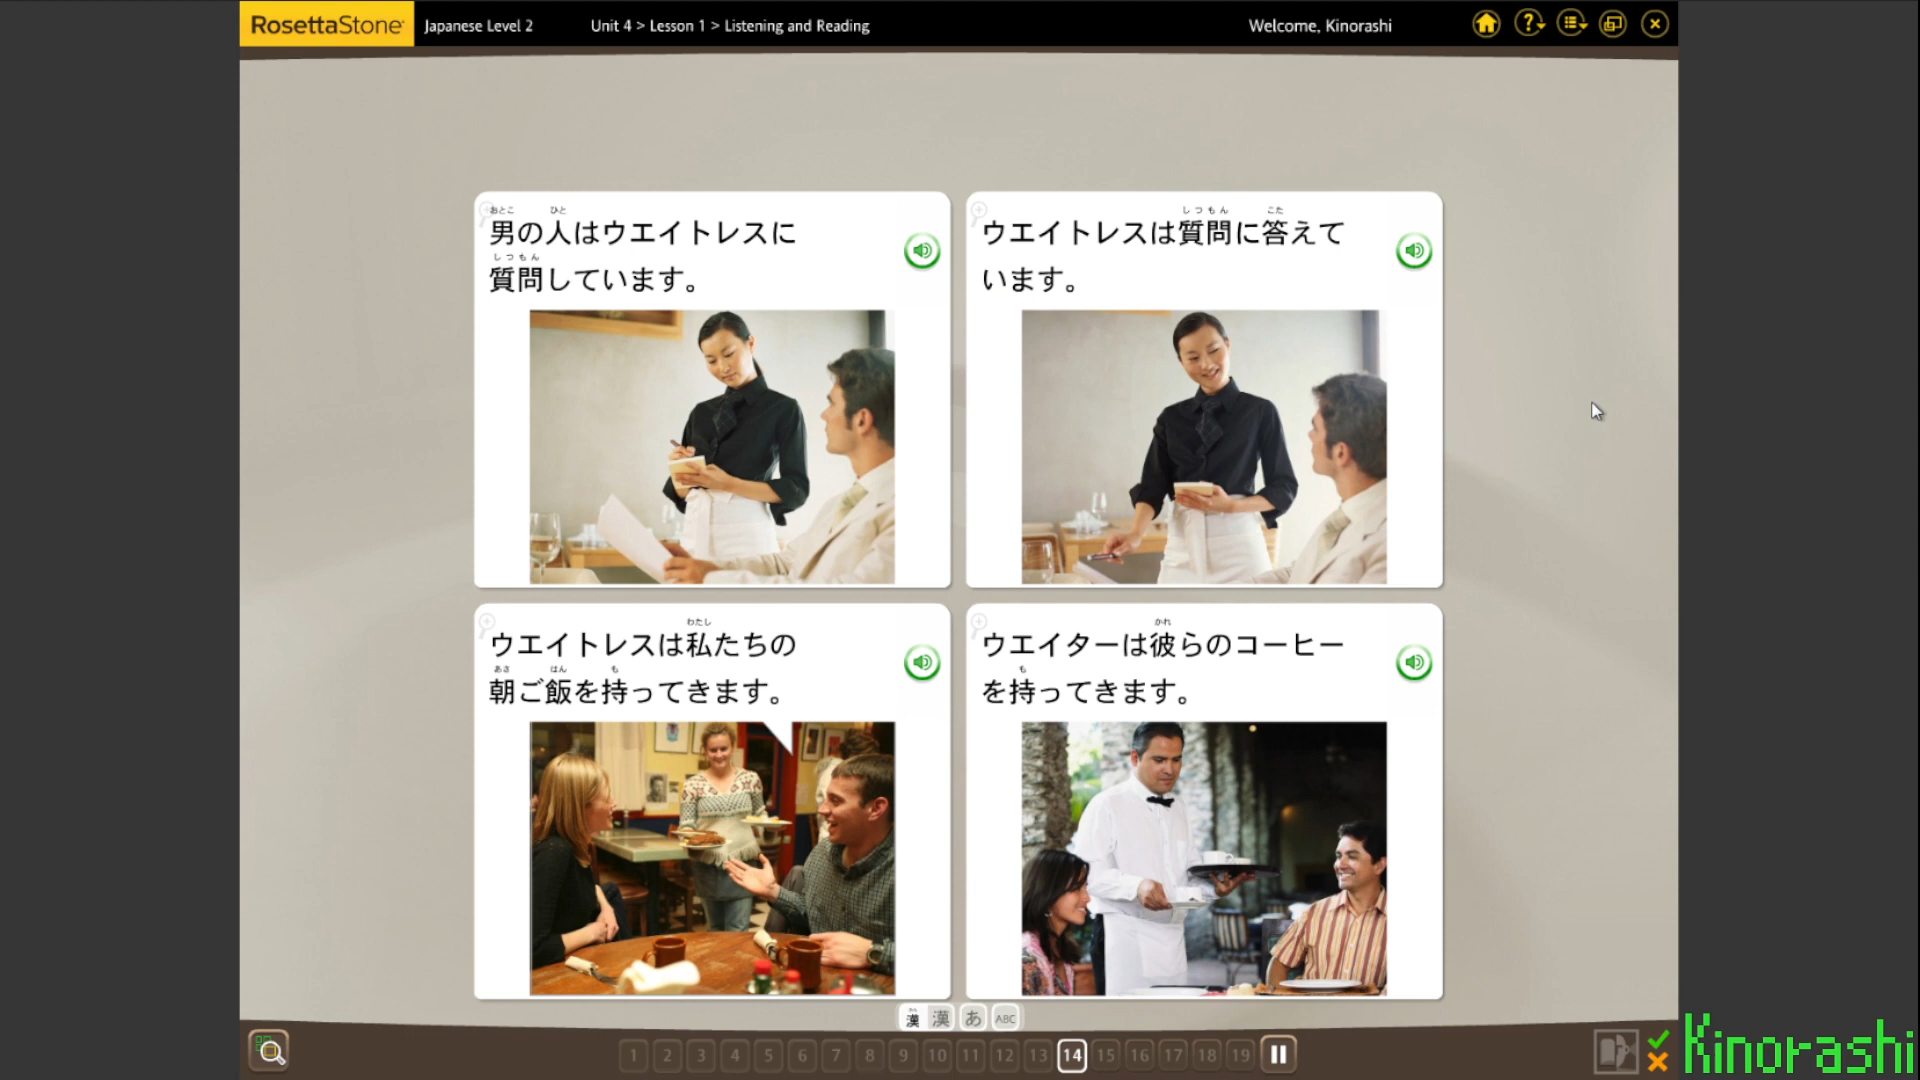 RosettaStone Japanese Level 2 Unit 4 > Lesson 1 > Listening and Reading Welcome, Kinorashi
おとこ ひと
男の人はウエイトレスに
しつもん
質問しています。
しつもん こた
ウエイトレスは質問に答えて
います。
わたし
ウエイトレスは私たちの
あさ はん も
朝ご飯を持ってきます。
かれ
ウエイターは彼らのコーヒー
も
を持ってきます。
漢 漢 あ ABC
1 2 3 4 5 6 7 8 9 10 11 12 13 14 15 16 17 18 19
Kinorashi